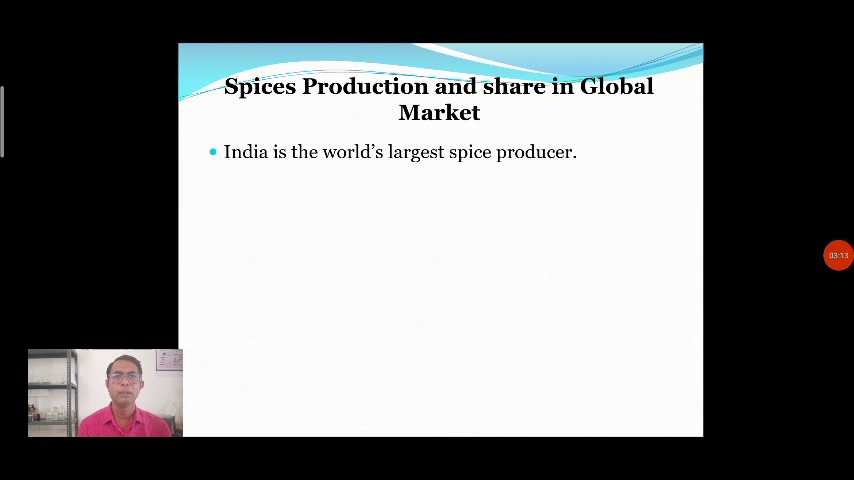 Spices Production and share in Global
Market
India is the world's largest spice producer.
03:13